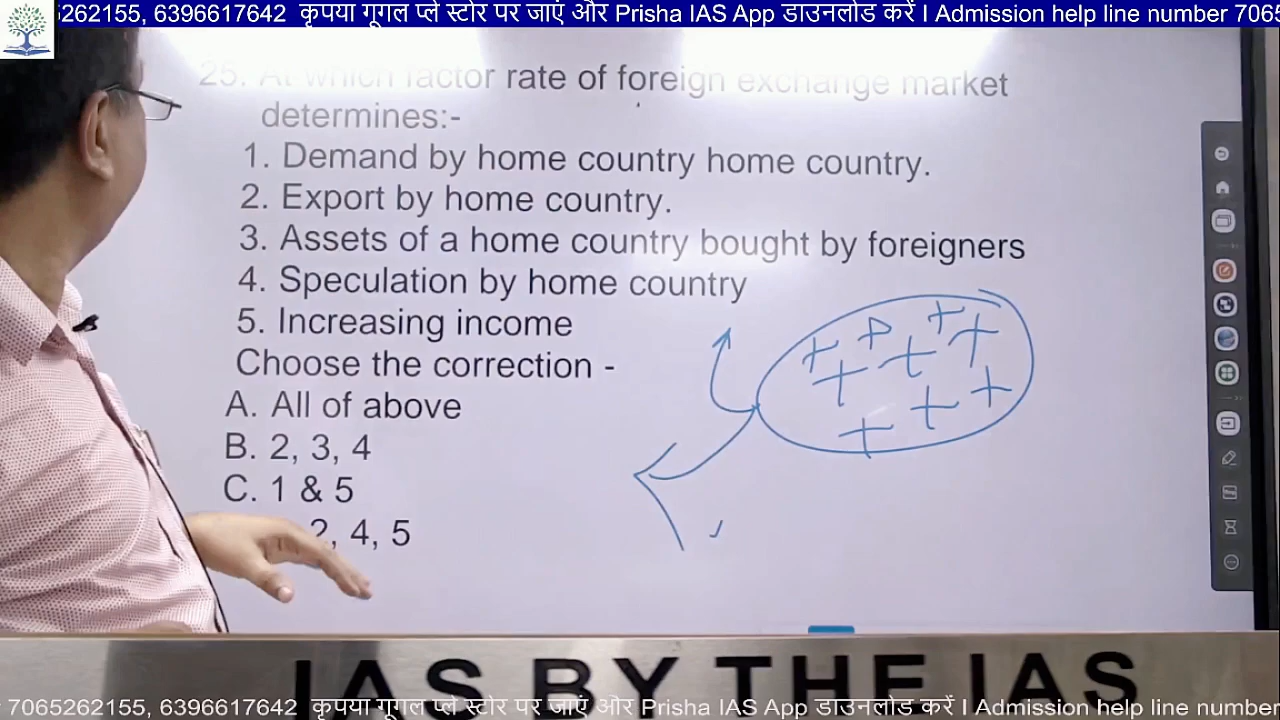 262155, 6396617642 कृपया गूगल प्ले स्टोर पर जाएं और Prisha IAS App डाउनलोड करें I Admission help line number 7065
25. At which factor rate of foreign exchange market
determines:-
1. Demand by home country home country.
2. Export by home country.
3. Assets of a home country bought by foreigners
4. Speculation by home country
5. Increasing income
Choose the correction -
A. All of above
B. 2, 3, 4
C. 1 & 5
2, 4, 5
IAS BY THE IAS
7065262155, 6396617642 कृपया गूगल प्ले स्टोर पर जाएं और Prisha IAS App डाउनलोड करें I Admission help line number